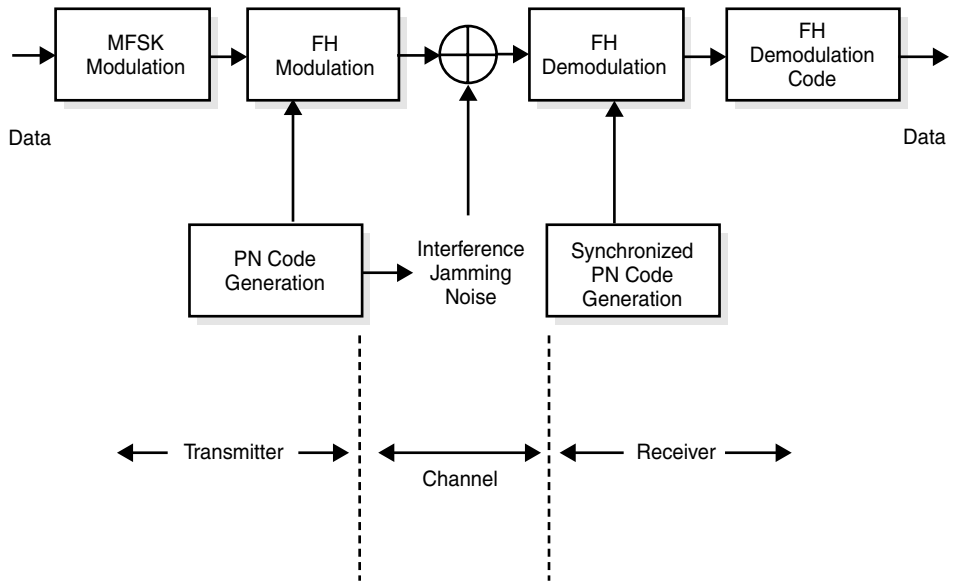 MFSK
Modulation
FH
Modulation
FH
Demodulation
FH
Demodulation
Code
Data
Data
PN Code
Generation
Interference
Jamming
Noise
Synchronized
PN Code
Generation
Transmitter
Channel
Receiver